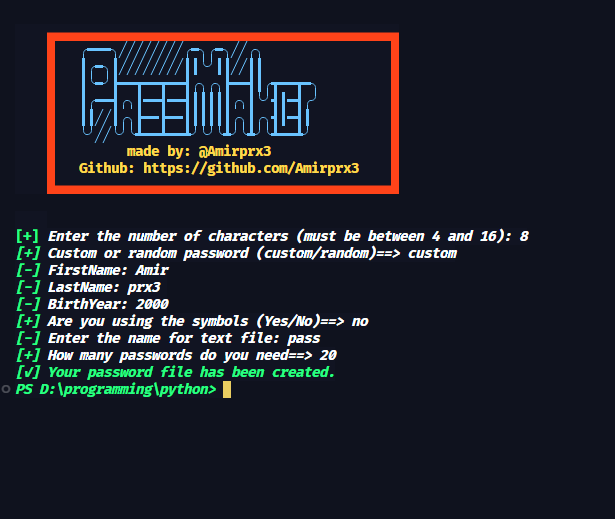 made by: @Amirprx3
Github: https://github.com/Amirprx3
[+] Enter the number of characters (must be between 4 and 16): 8
[+] Custom or random password (custom/random)==> custom
[-] FirstName: Amir
[-] LastName: prx3
[-] BirthYear: 2000
[+] Are you using the symbols (Yes/No)==> no
[-] Enter the name for text file: pass
[+] How many passwords do you need==> 20
[√] Your password file has been created.
PS D:\programming\python>